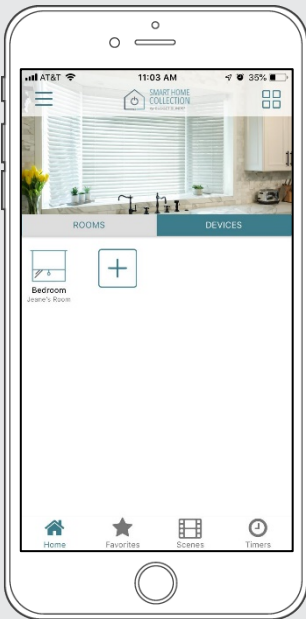 AT&T
11:03 AM
35%
SMART HOME
COLLECTION
ROOMS
DEVICES
Bedroom
Jeane's Room
Home
Favorites
Scenes
Timers